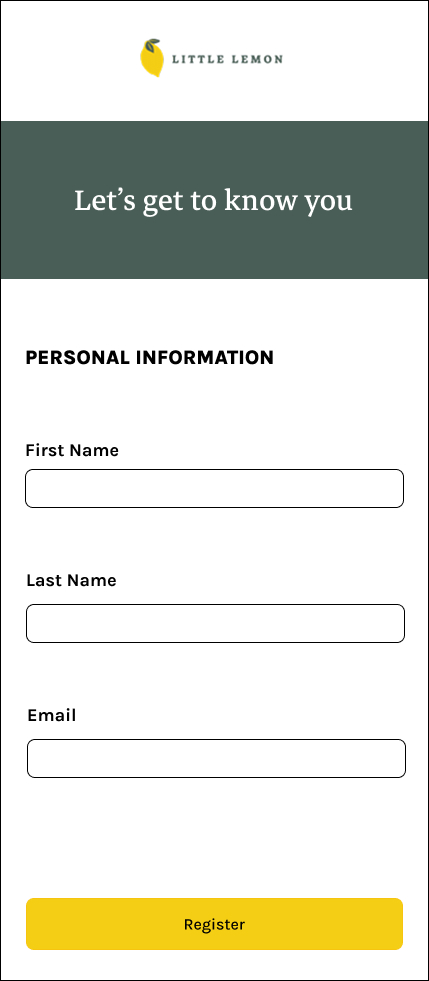 LITTLE LEMON
Let’s get to know you
PERSONAL INFORMATION
First Name
Last Name
Email
Register